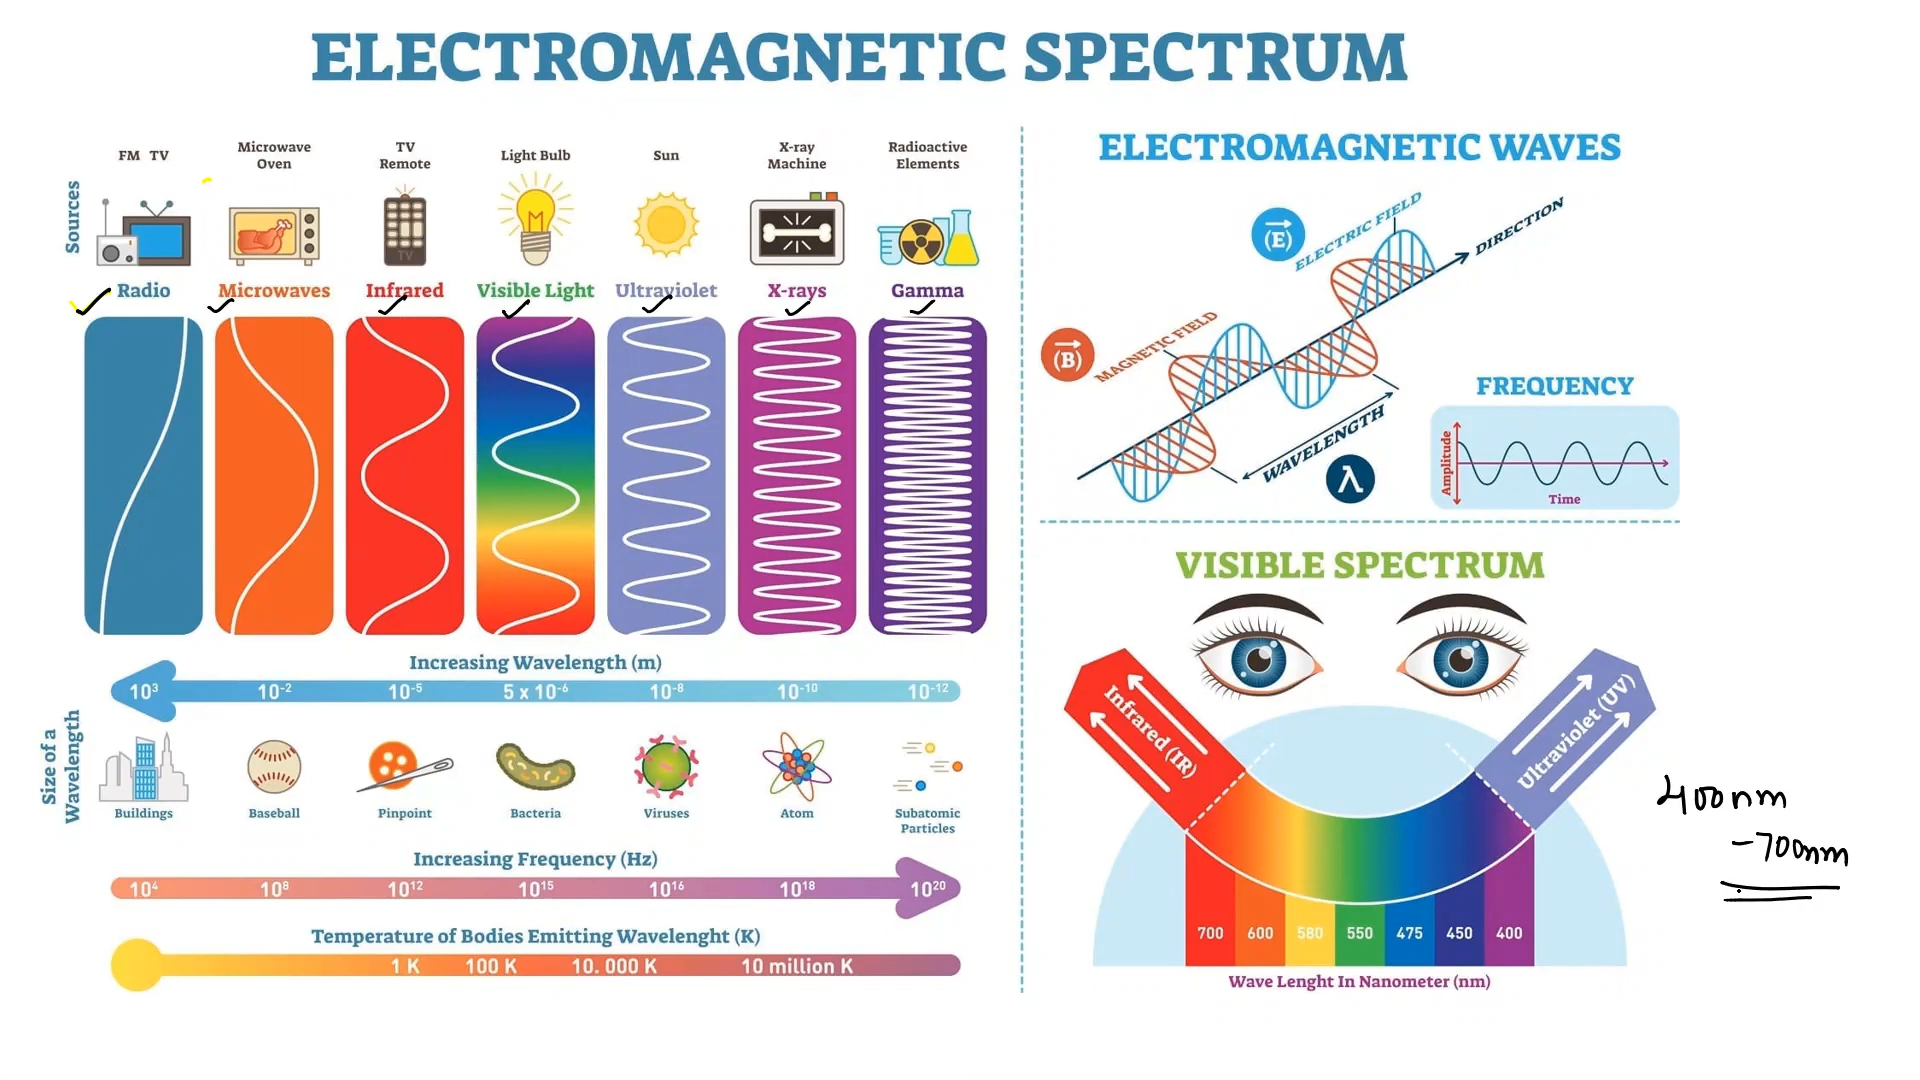 ELECTROMAGNETIC SPECTRUM
Sources
FM TV
Microwave
Oven
TV
Remote
Light Bulb
Sun
X-ray
Machine
Radioactive
Elements
TV
Radio
Microwaves
Infrared
Visible Light
Ultraviolet
X-rays
Gamma
Increasing Wavelength (m)
10³ 10⁻² 10⁻⁵ 5 x 10⁻⁶ 10⁻⁸ 10⁻¹⁰ 10⁻¹²
Size of a
Wavelength
Buildings
Baseball
Pinpoint
Bacteria
Viruses
Atom
Subatomic
Particles
Increasing Frequency (Hz)
10⁴ 10⁸ 10¹² 10¹⁵ 10¹⁶ 10¹⁸ 10²⁰
Temperature of Bodies Emitting Wavelenght (K)
1 K 100 K 10. 000 K 10 million K
ELECTROMAGNETIC WAVES
(E)
ELECTRIC FIELD
DIRECTION
(B)
MAGNETIC FIELD
WAVELENGTH
λ
FREQUENCY
Amplitude
Time
VISIBLE SPECTRUM
Infrared (IR)
Ultraviolet (UV)
400nm
-700nm
700 600 580 550 475 450 400
Wave Lenght In Nanometer (nm)